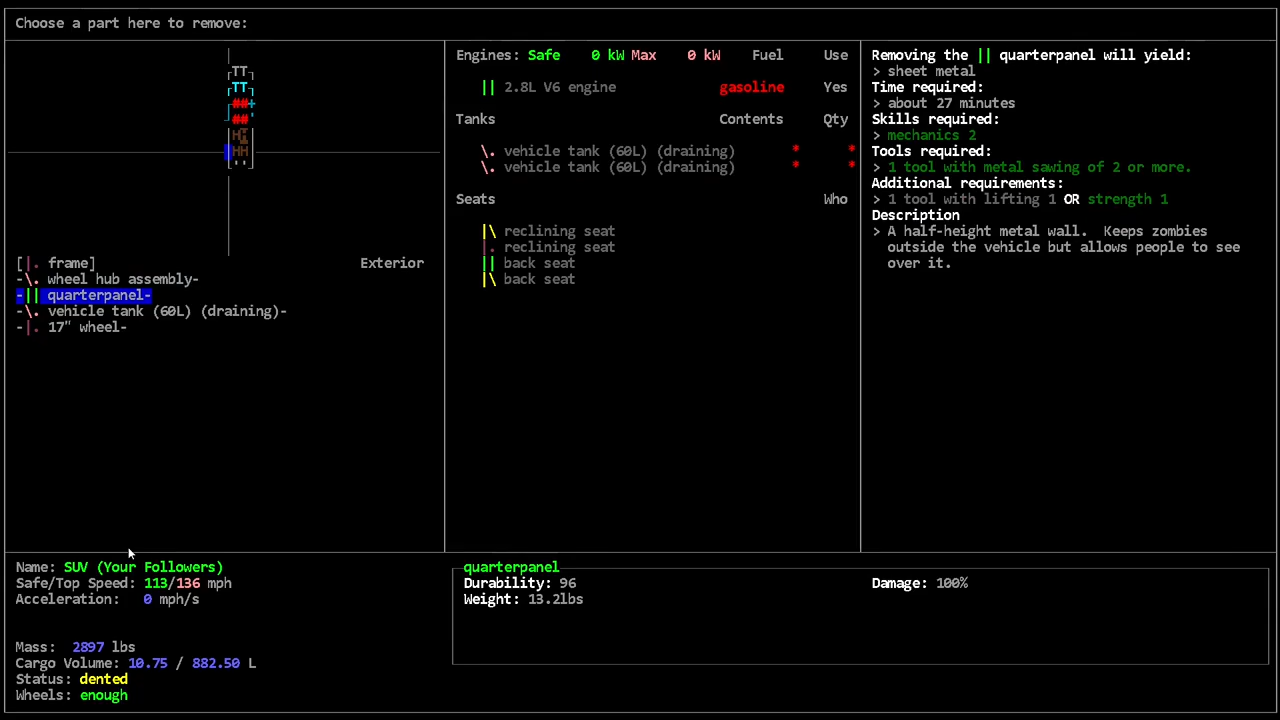 Choose a part here to remove:
TT
TT
##+
##'
HI
HH
''
[|. frame] Exterior
-\. wheel hub assembly-
-|| quarterpanel-
-\. vehicle tank (60L) (draining)-
-|. 17" wheel-
Engines: Safe 0 kW Max 0 kW Fuel Use
|| 2.8L V6 engine gasoline Yes
Tanks Contents Qty
\. vehicle tank (60L) (draining) * *
\. vehicle tank (60L) (draining) * *
Seats Who
|\ reclining seat
|. reclining seat
|| back seat
|\ back seat
Removing the || quarterpanel will yield:
> sheet metal
Time required:
> about 27 minutes
Skills required:
> mechanics 2
Tools required:
> 1 tool with metal sawing of 2 or more.
Additional requirements:
> 1 tool with lifting 1 OR strength 1
Description
> A half-height metal wall.  Keeps zombies
outside the vehicle but allows people to see
over it.
Name: SUV (Your Followers)
Safe/Top Speed: 113/136 mph
Acceleration: 0 mph/s
Mass: 2897 lbs
Cargo Volume: 10.75 / 882.50 L
Status: dented
Wheels: enough
quarterpanel
Durability: 96 Damage: 100%
Weight: 13.2lbs